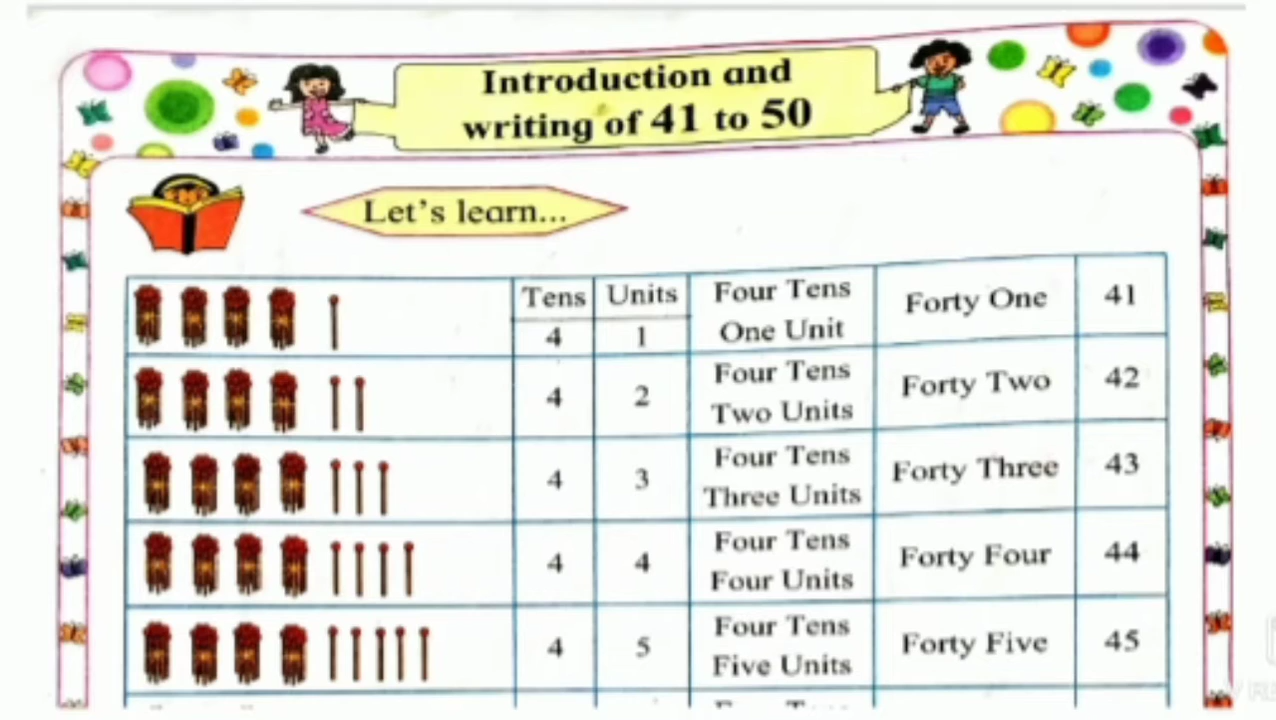 Introduction and
writing of 41 to 50
Let's learn...
Tens Units Four Tens Forty One 41
4 1 One Unit
4 2 Four Tens Forty Two 42
Two Units
4 3 Four Tens Forty Three 43
Three Units
4 4 Four Tens Forty Four 44
Four Units
4 5 Four Tens Forty Five 45
Five Units